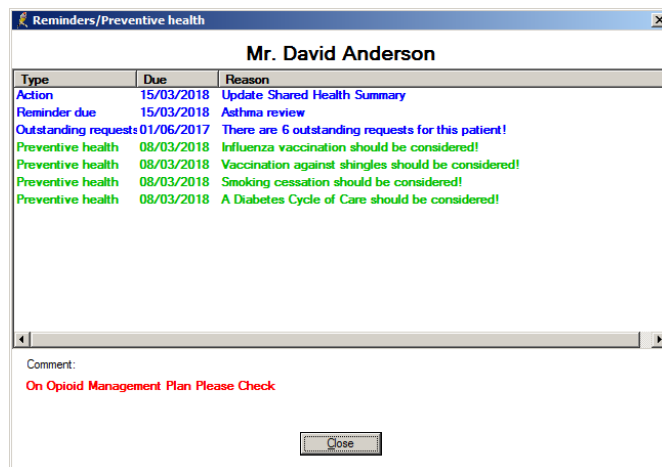 Reminders/Preventive health
Mr. David Anderson
Type Due Reason
Action 15/03/2018 Update Shared Health Summary
Reminder due 15/03/2018 Asthma review
Outstanding requests 01/06/2017 There are 6 outstanding requests for this patient!
Preventive health 08/03/2018 Influenza vaccination should be considered!
Preventive health 08/03/2018 Vaccination against shingles should be considered!
Preventive health 08/03/2018 Smoking cessation should be considered!
Preventive health 08/03/2018 A Diabetes Cycle of Care should be considered!
Comment:
On Opioid Management Plan Please Check
Close